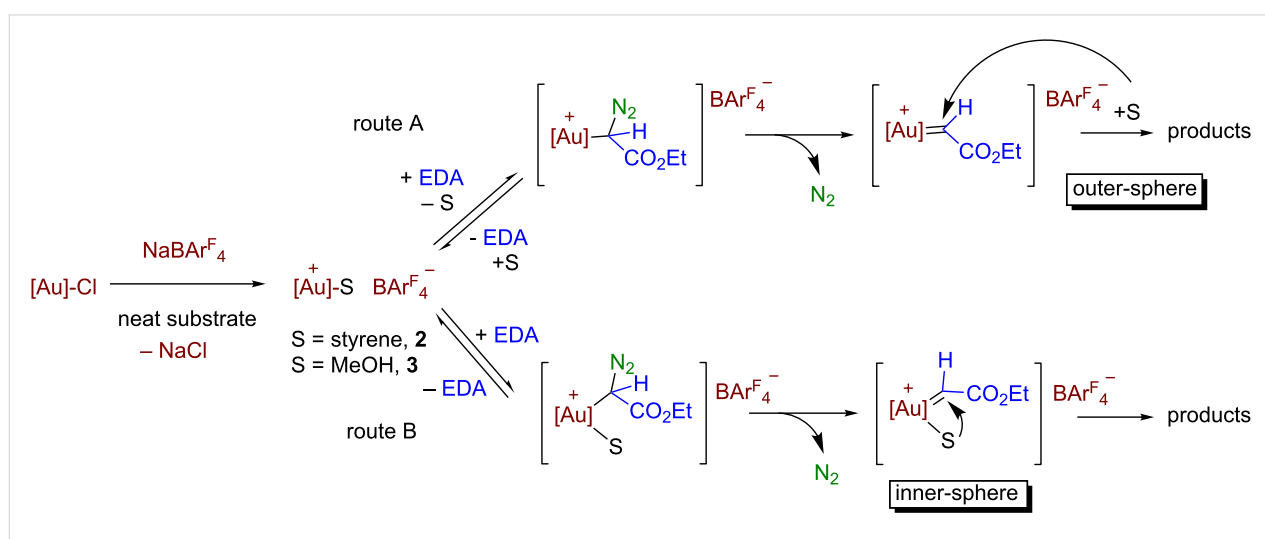 route A
N₂
[Au]⁺ H
CO₂Et
BArF₄⁻
N₂
[Au]⁺ H
CO₂Et
BArF₄⁻
+S
products
outer-sphere
+ EDA
– S
- EDA
+S
[Au]-Cl
NaBArF₄
neat substrate
– NaCl
[Au]⁺-S BArF₄⁻
S = styrene, 2
S = MeOH, 3
+ EDA
– EDA
route B
N₂
[Au]⁺ H
CO₂Et
S
BArF₄⁻
N₂
H
[Au]⁺ CO₂Et
S
BArF₄⁻
products
inner-sphere